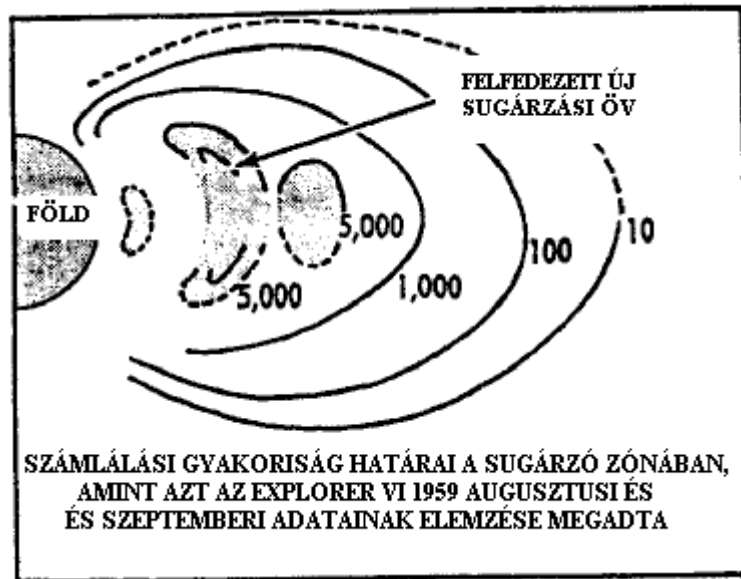 FELFEDEZETT ÚJ
SUGÁRZÁSI ÖV
FÖLD
5,000
5,000
1,000
100
10
SZÁMLÁLÁSI GYAKORISÁG HATÁRAI A SUGÁRZÓ ZÓNÁBAN,
AMINT AZT AZ EXPLORER VI 1959 AUGUSZTUSI ÉS
ÉS SZEPTEMBERI ADATAINAK ELEMZÉSE MEGADTA